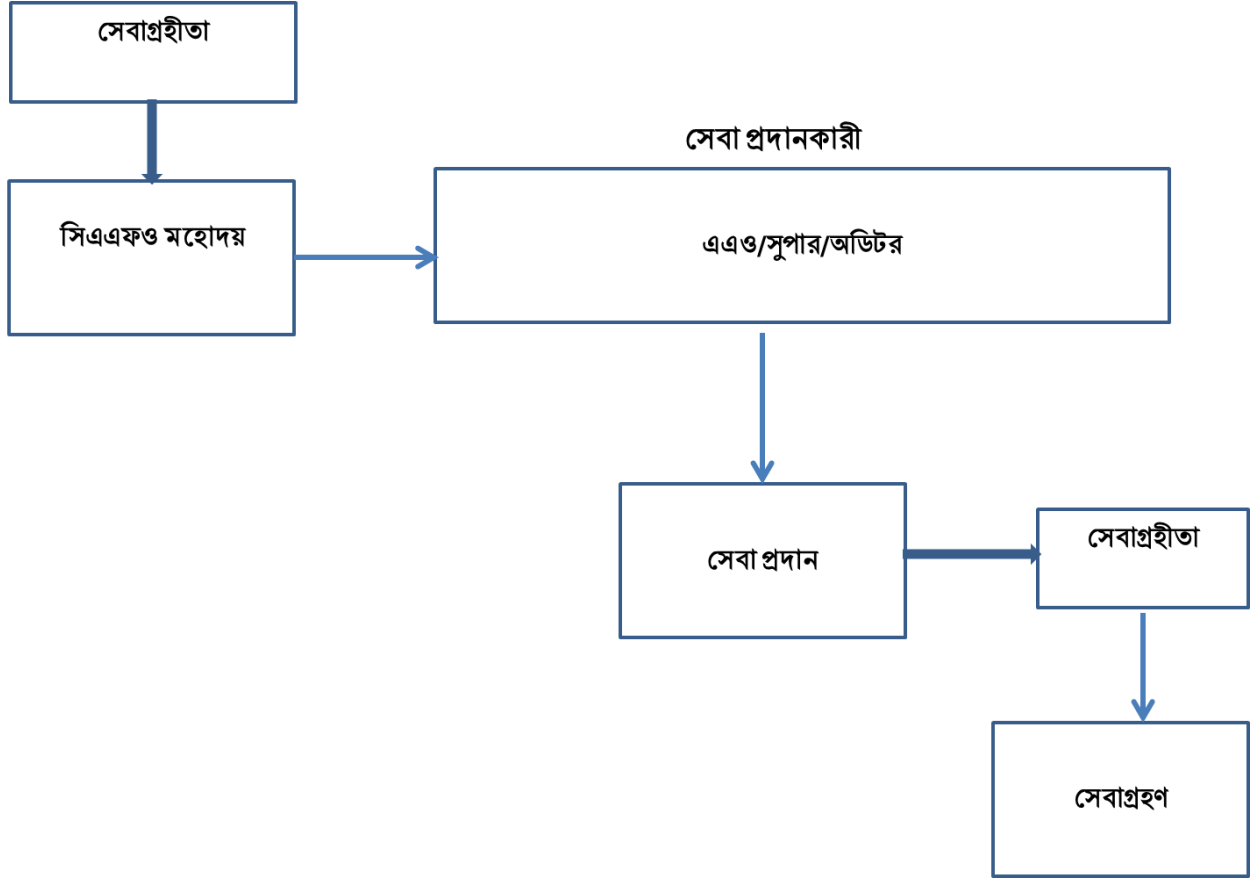 সেবাগ্রহীতা
সেবা প্রদানকারী
সিএএফও মহোদয়
এএও/সুপার/অডিটর
সেবা প্রদান
সেবাগ্রহীতা
সেবাগ্রহণ